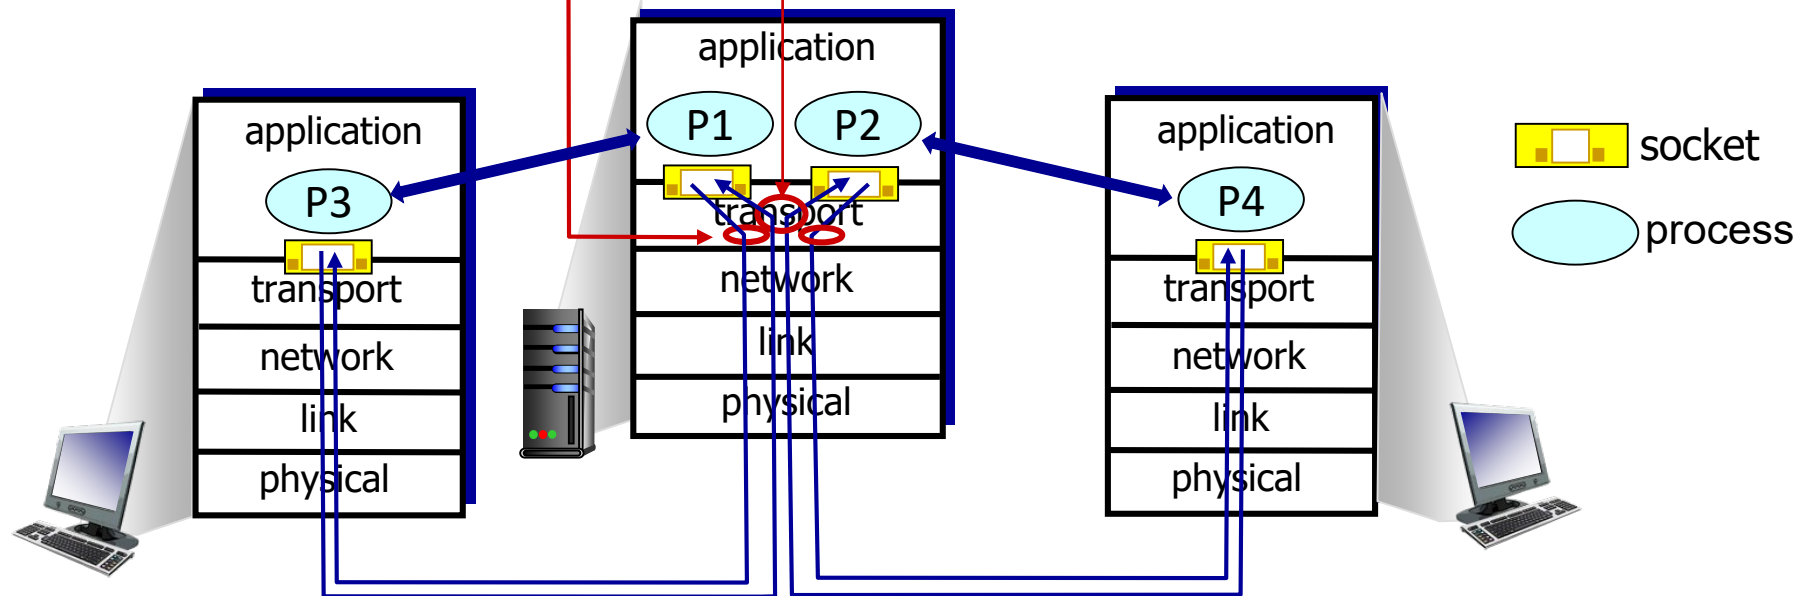 application
P1
P2
transport
network
link
physical
application
P3
transport
network
link
physical
application
P4
transport
network
link
physical
socket
process